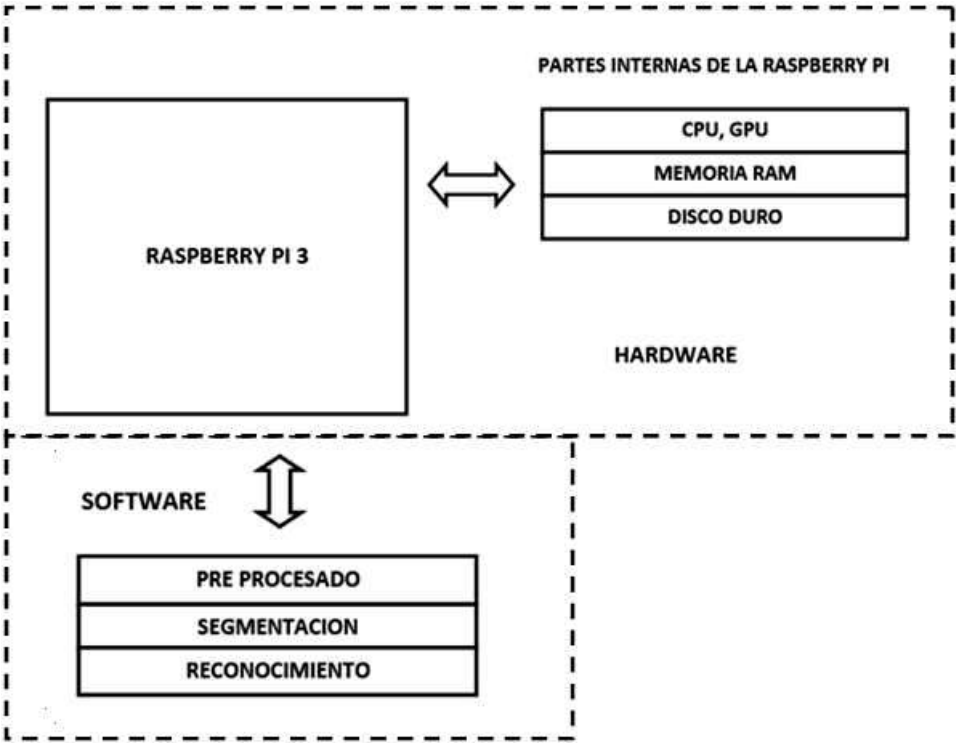 PARTES INTERNAS DE LA RASPBERRY PI
CPU, GPU
MEMORIA RAM
DISCO DURO
RASPBERRY PI 3
HARDWARE
SOFTWARE
PRE PROCESADO
SEGMENTACION
RECONOCIMIENTO